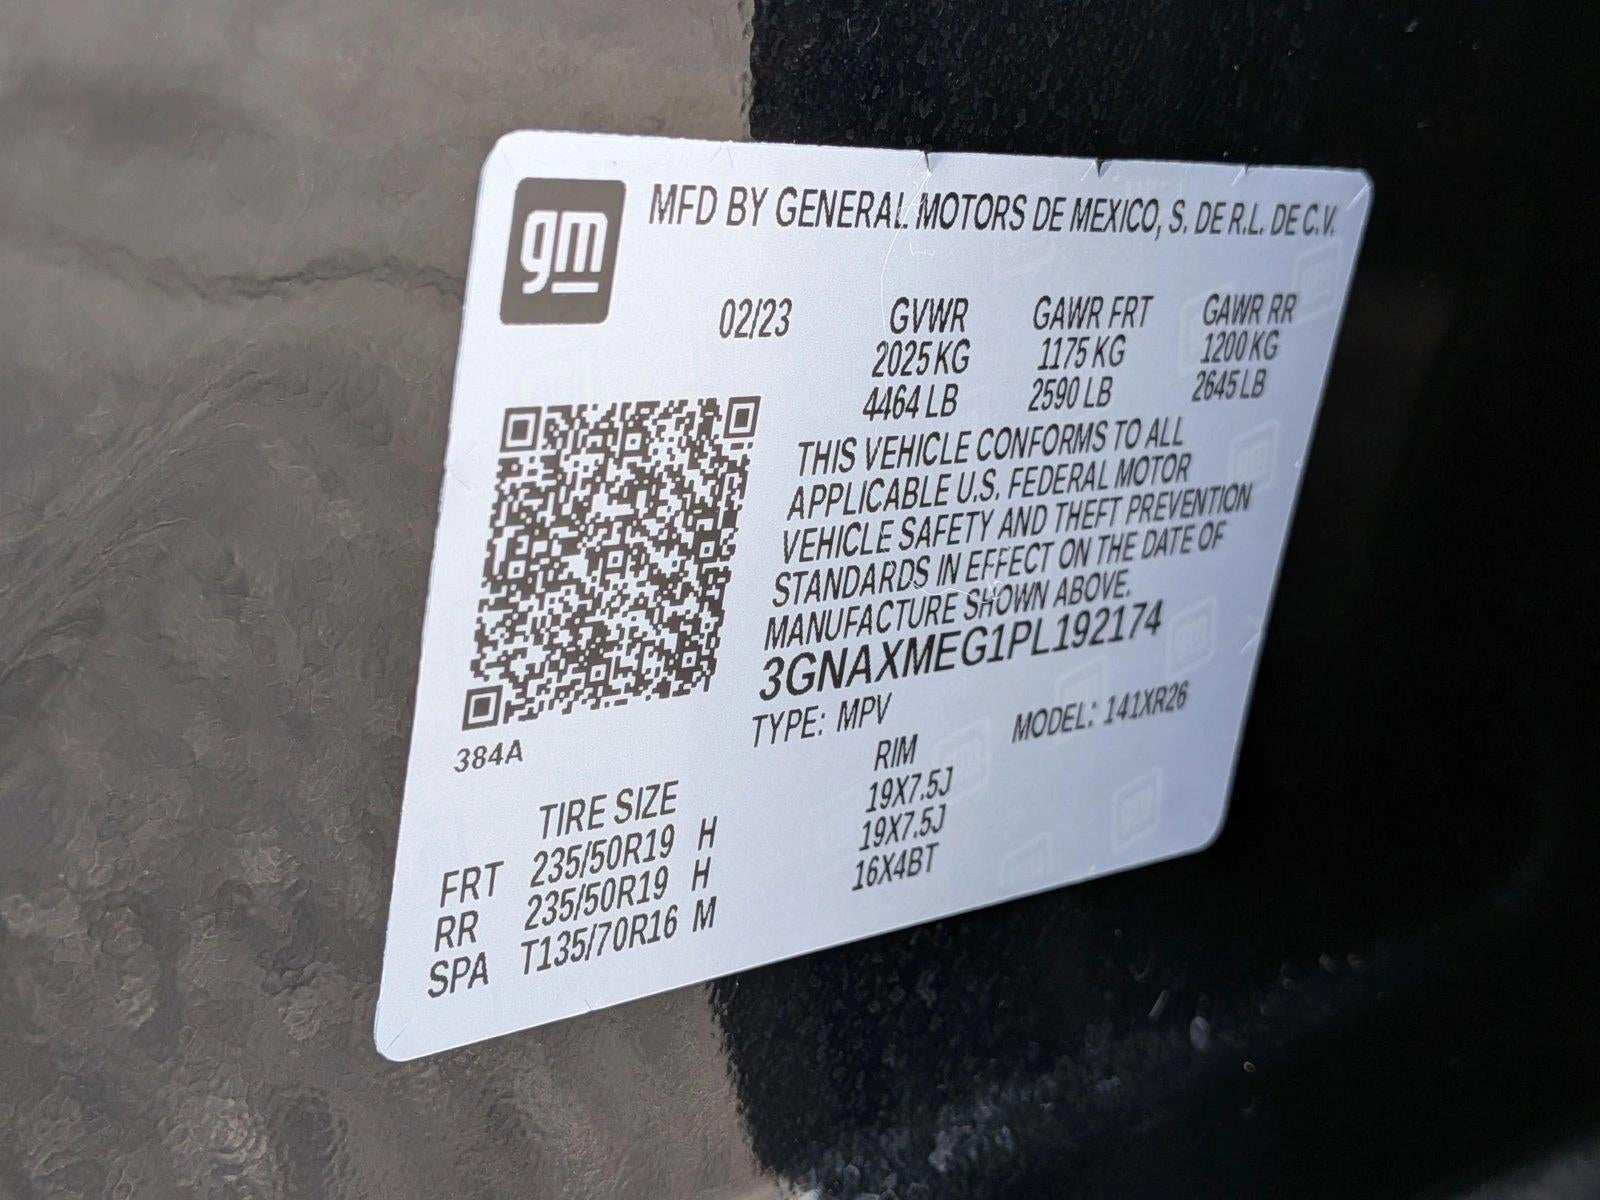 gm
MFD BY GENERAL MOTORS DE MEXICO, S. DE R.L. DE C.V.
02/23 GVWR GAWR FRT GAWR RR
2025 KG 1175 KG 1200 KG
4464 LB 2590 LB 2645 LB
THIS VEHICLE CONFORMS TO ALL
APPLICABLE U.S. FEDERAL MOTOR
VEHICLE SAFETY AND THEFT PREVENTION
STANDARDS IN EFFECT ON THE DATE OF
MANUFACTURE SHOWN ABOVE.
3GNAXMEG1PL192174
TYPE: MPV MODEL: 141XR26
384A
TIRE SIZE RIM
FRT 235/50R19 H 19X7.5J
RR 235/50R19 H 19X7.5J
SPA T135/70R16 M 16X4BT